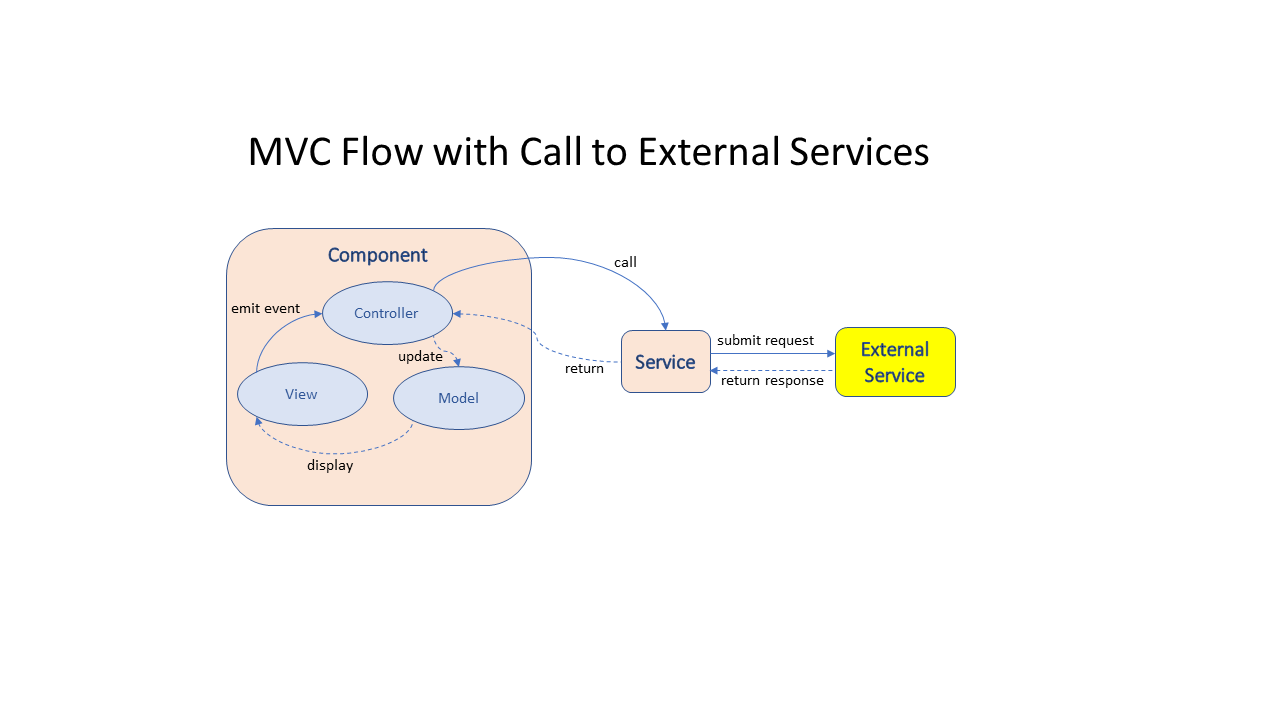 MVC Flow with Call to External Services
Component
call
emit event
Controller
update
return
submit request
Service
External
Service
return response
View
Model
display